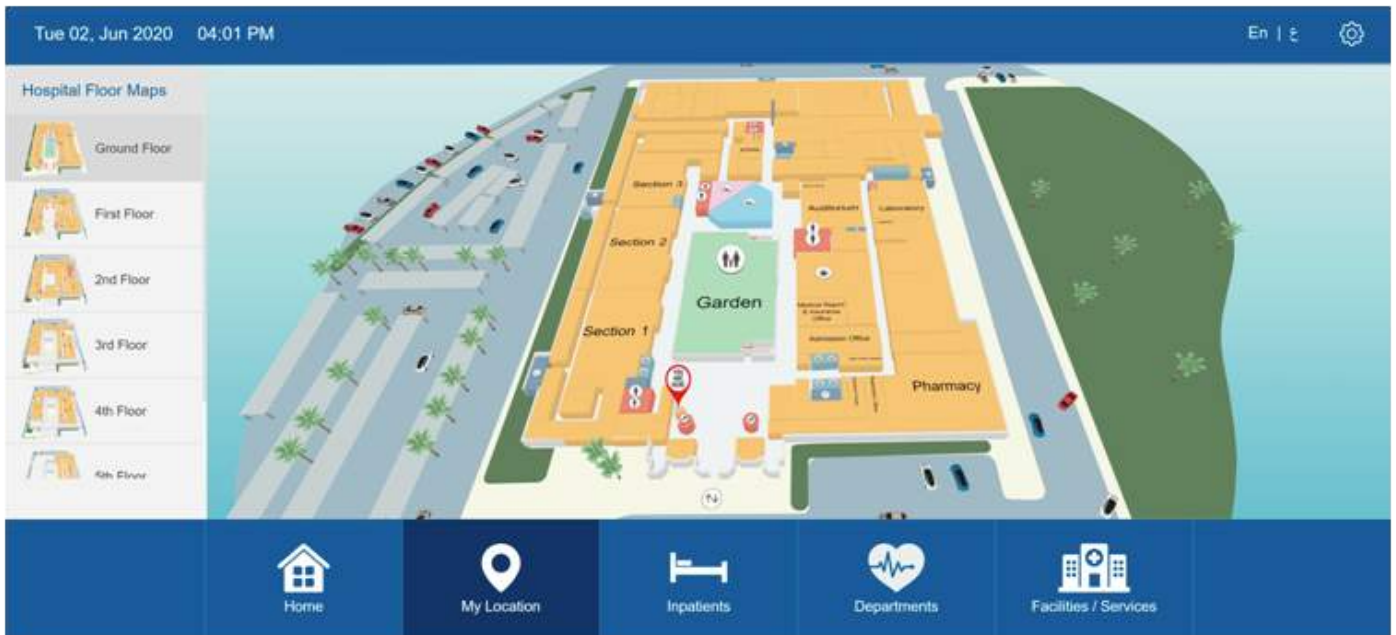 Tue 02, Jun 2020 04:01 PM
En | ع
Hospital Floor Maps
Ground Floor
First Floor
2nd Floor
3rd Floor
4th Floor
5th Floor
Section 3
Section 2
Section 1
Garden
Auditorium
Laboratory
& Insurance
Office
Admission Office
Pharmacy
Home
My Location
Inpatients
Departments
Facilities / Services